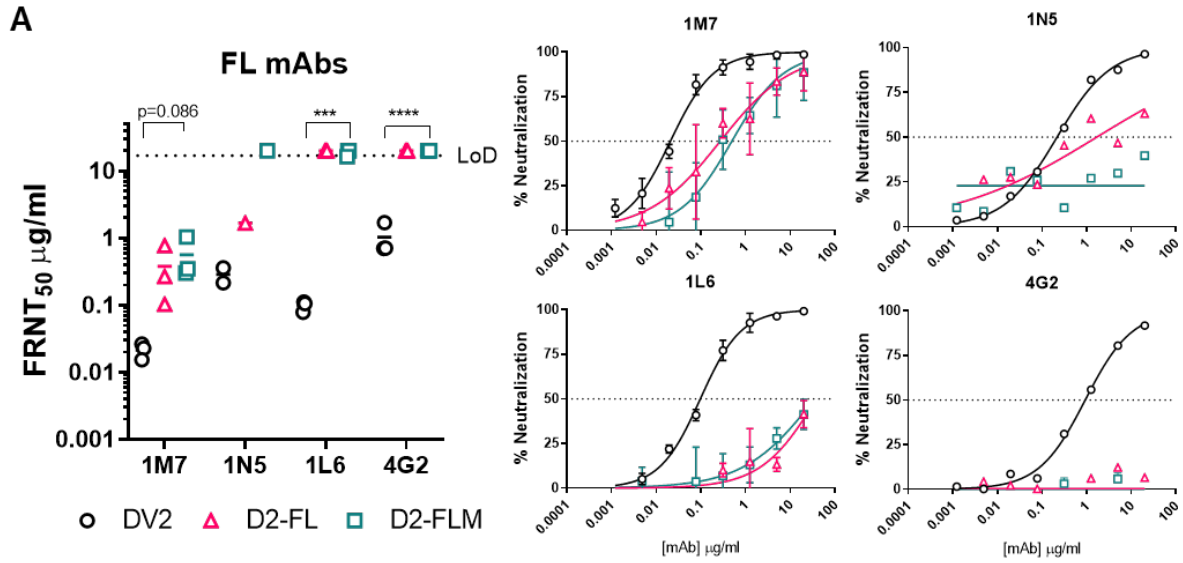 A
FL mAbs
p=0.086
***
****
LoD
FRNT50 µg/ml
10
1
0.1
0.01
0.001
1M7 1N5 1L6 4G2
DV2 D2-FL D2-FLM
1M7
% Neutralization
100
75
50
25
0
0.0001 0.001 0.01 0.1 1 10 100
1N5
% Neutralization
100
75
50
25
0
0.0001 0.001 0.01 0.1 1 10 100
1L6
% Neutralization
100
75
50
25
0
0.0001 0.001 0.01 0.1 1 10 100
[mAb] µg/ml
4G2
% Neutralization
100
75
50
25
0
0.0001 0.001 0.01 0.1 1 10 100
[mAb] µg/ml